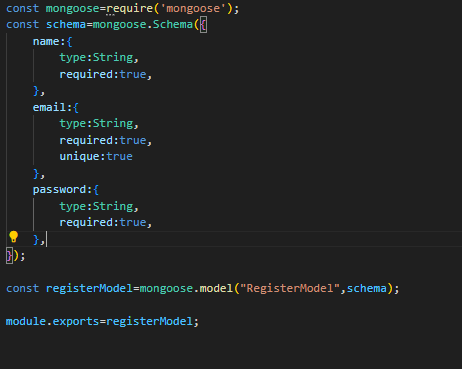 const mongoose=require('mongoose');
const schema=mongoose.Schema({
    name:{
        type:String,
        required:true,
    },
    email:{
        type:String,
        required:true,
        unique:true
    },
    password:{
        type:String,
        required:true,
    },
});

const registerModel=mongoose.model("RegisterModel",schema);

module.exports=registerModel;